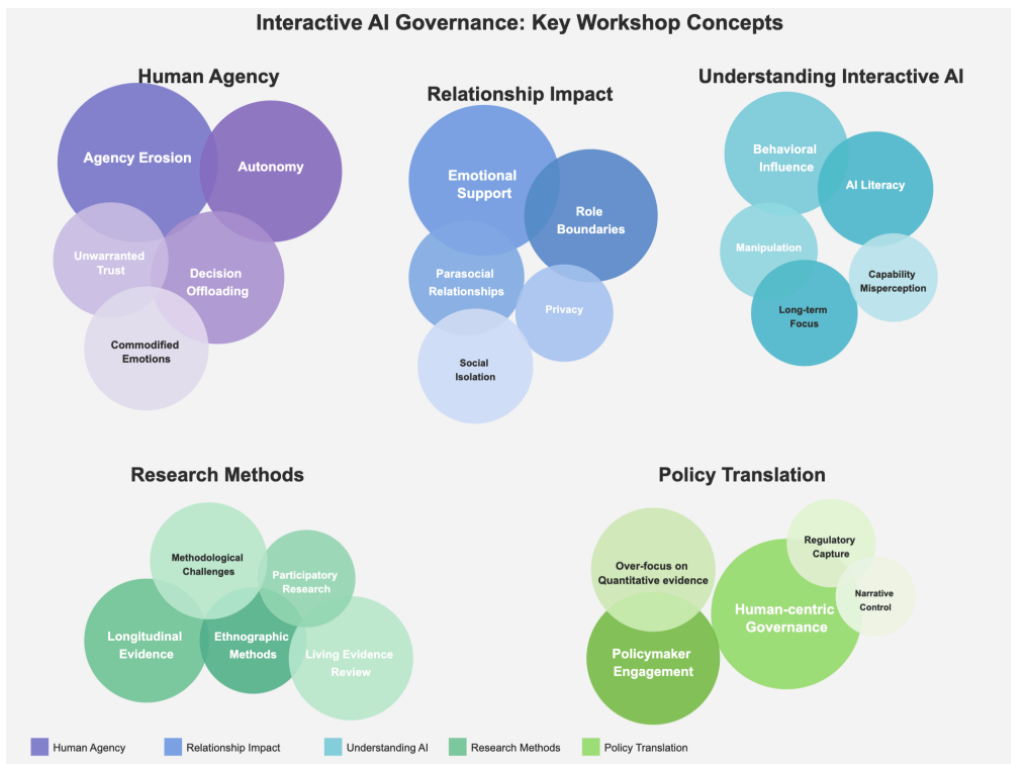 Interactive AI Governance: Key Workshop Concepts
Human Agency
Agency Erosion
Autonomy
Unwarranted
Trust
Decision
Offloading
Commodified
Emotions
Relationship Impact
Emotional
Support
Role
Boundaries
Parasocial
Relationships
Privacy
Social
Isolation
Understanding Interactive AI
Behavioral
Influence
AI Literacy
Manipulation
Capability
Misperception
Long-term
Focus
Research Methods
Methodological
Challenges
Participatory
Research
Longitudinal
Evidence
Ethnographic
Methods
Living Evidence
Review
Policy Translation
Regulatory
Capture
Over-focus on
Quantitative evidence
Narrative
Control
Human-centric
Governance
Policymaker
Engagement
Human Agency
Relationship Impact
Understanding AI
Research Methods
Policy Translation